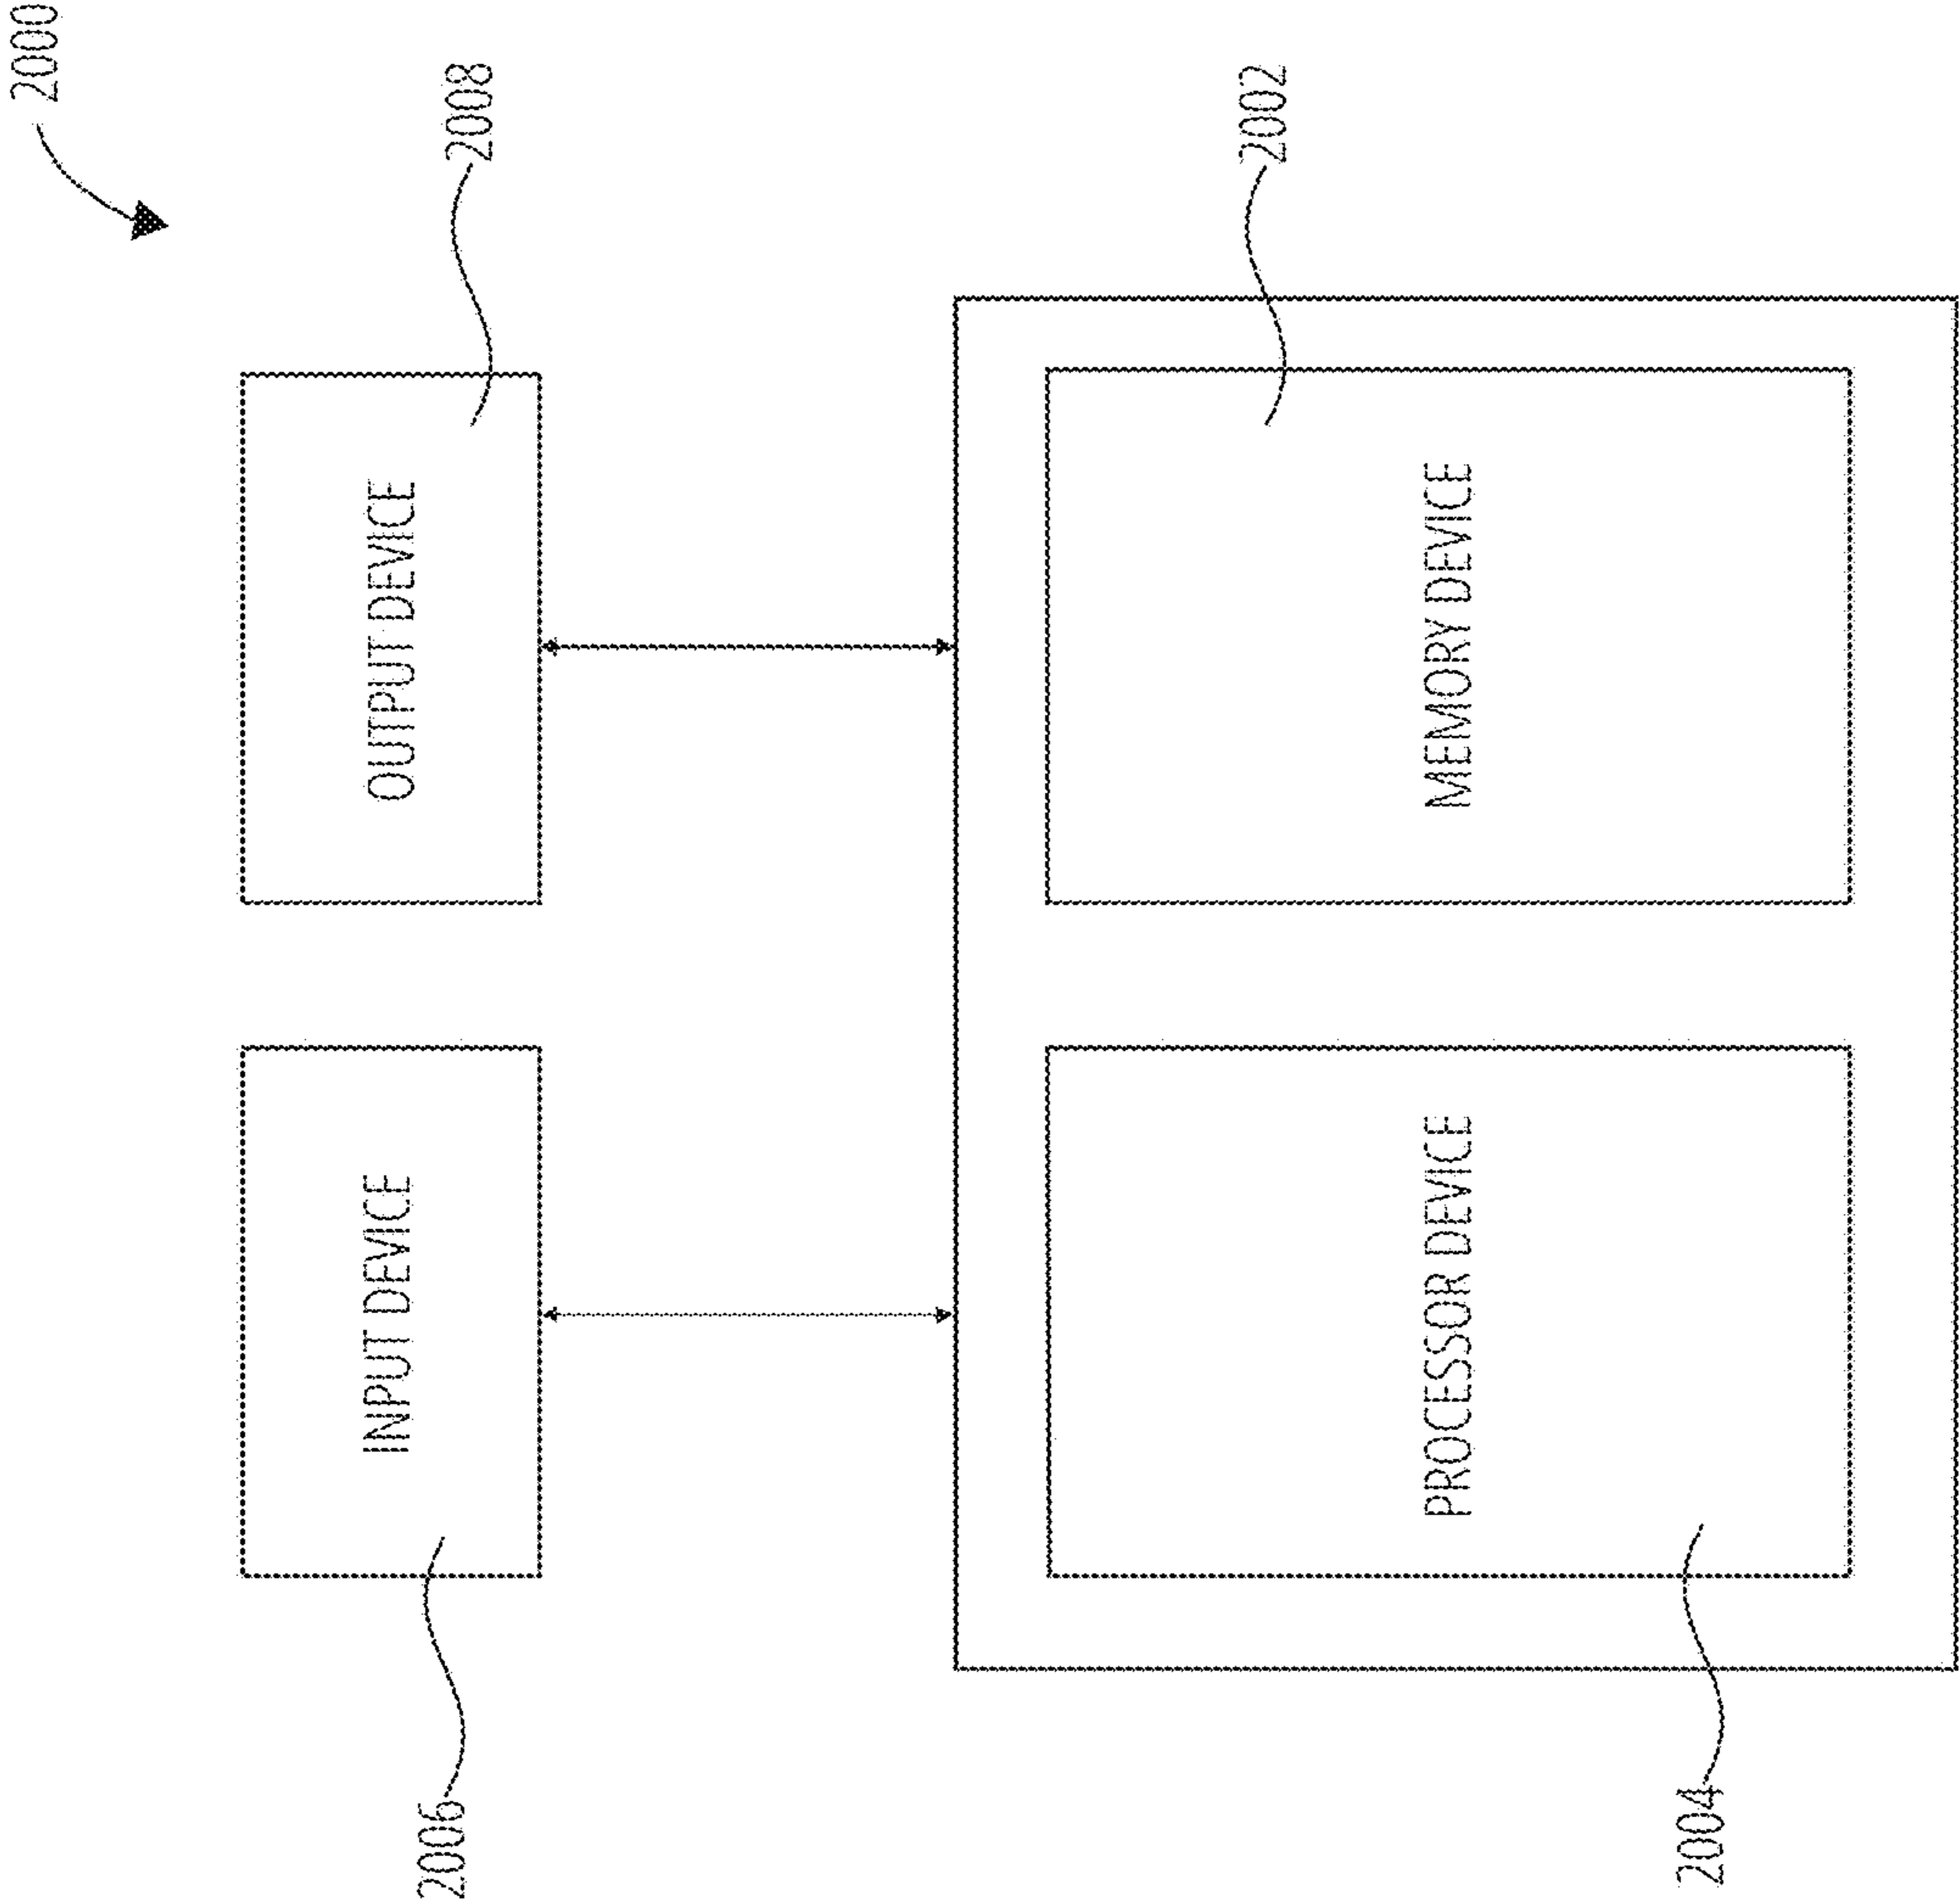 2000
2006
INPUT DEVICE
OUTPUT DEVICE
2008
2002
PROCESSOR DEVICE
MEMORY DEVICE
2004